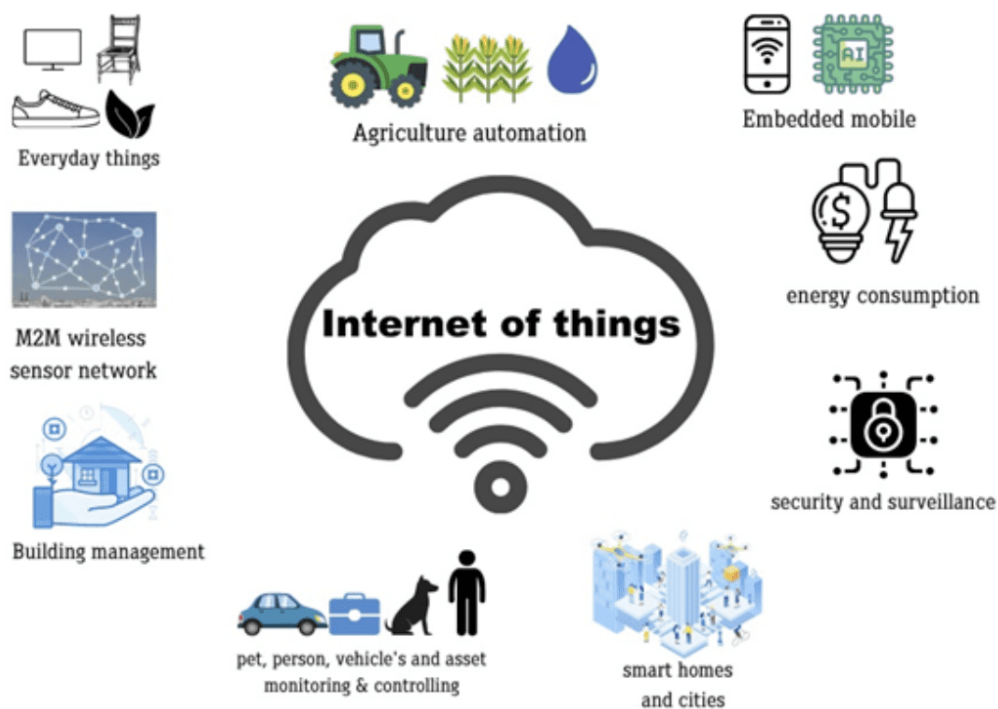 Everyday things
Agriculture automation
AI
Embedded mobile
Internet of things
M2M wireless
sensor network
$
energy consumption
Building management
security and surveillance
pet, person, vehicle's and asset
monitoring & controlling
smart homes
and cities